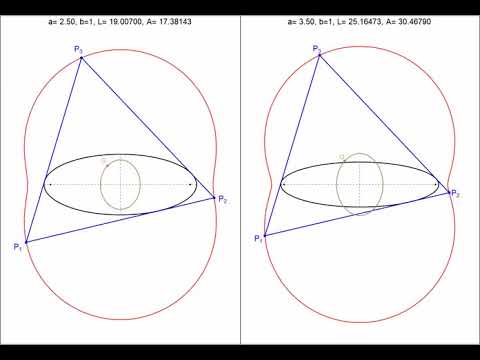 a= 2.50, b=1, L= 19.00700, A= 17.38143
P3
G
P2
P1
a= 3.50, b=1, L= 25.16473, A= 30.46790
P3
P2
P1